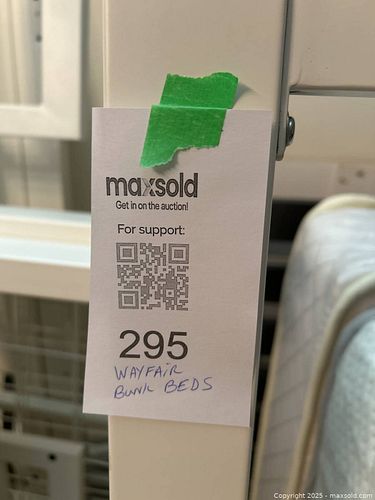 maxsold
Get in on the auction!
For support:
295
WAYFAIR
BUNK BEDS
Copyright © 2025 - maxsold.com